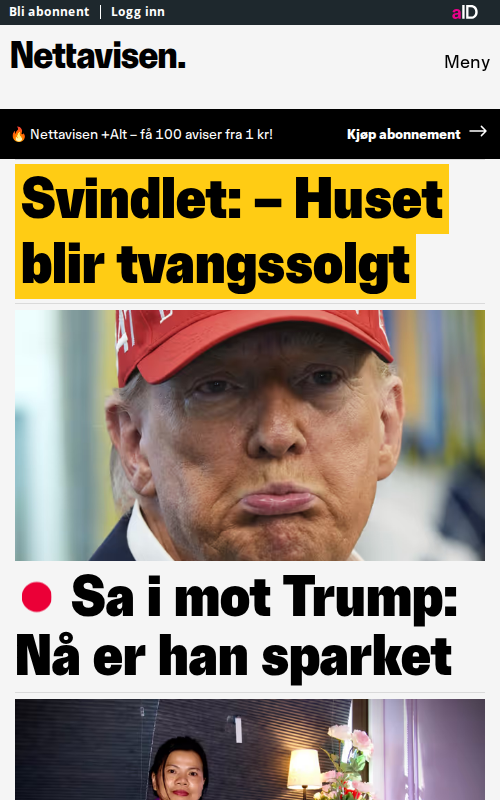 Bli abonnent | Logg inn
aID
Nettavisen.
Meny
🔥 Nettavisen +Alt – få 100 aviser fra 1 kr!
Kjøp abonnement →
Svindlet: – Huset
blir tvangssolgt
Sa i mot Trump:
Nå er han sparket